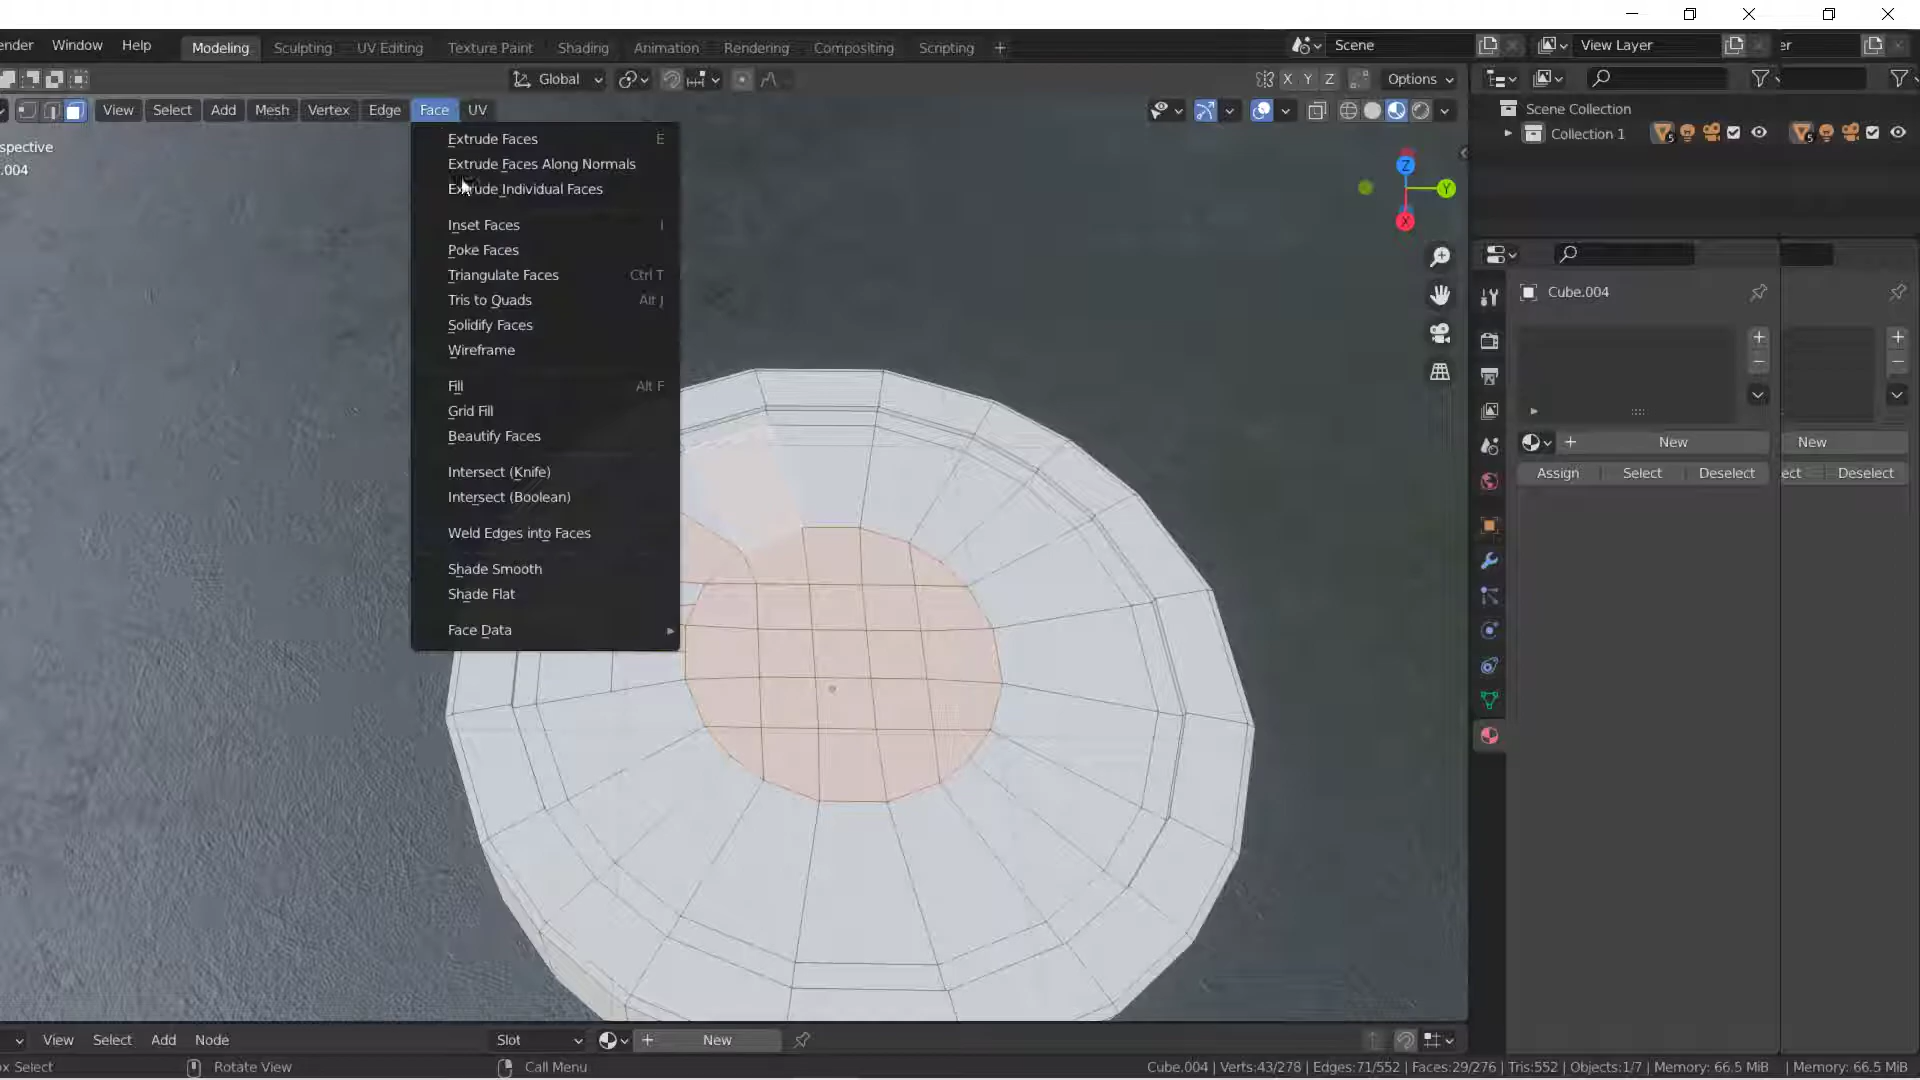 ender Window Help Modeling Sculpting UV Editing Texture Paint Shading Animation Rendering Compositing Scripting + Scene View Layer er
Global X Y Z Options
View Select Add Mesh Vertex Edge Face UV
Scene Collection
Collection 1 5 5
spective
.004
Extrude Faces E
Extrude Faces Along Normals
Extrude Individual Faces
Inset Faces I
Poke Faces
Triangulate Faces Ctrl T
Tris to Quads Alt J
Solidify Faces
Wireframe
Fill Alt F
Grid Fill
Beautify Faces
Intersect (Knife)
Intersect (Boolean)
Weld Edges into Faces
Shade Smooth
Shade Flat
Face Data
Z
Y
X
Cube.004
+ New New
Assign Select Deselect ect Deselect
View Select Add Node Slot + New
x Select Rotate View Call Menu Cube.004 | Verts:43/278 | Edges:71/552 | Faces:29/276 | Tris:552 | Objects:1/7 | Memory: 66.5 MiB | Memory: 66.5 MiB